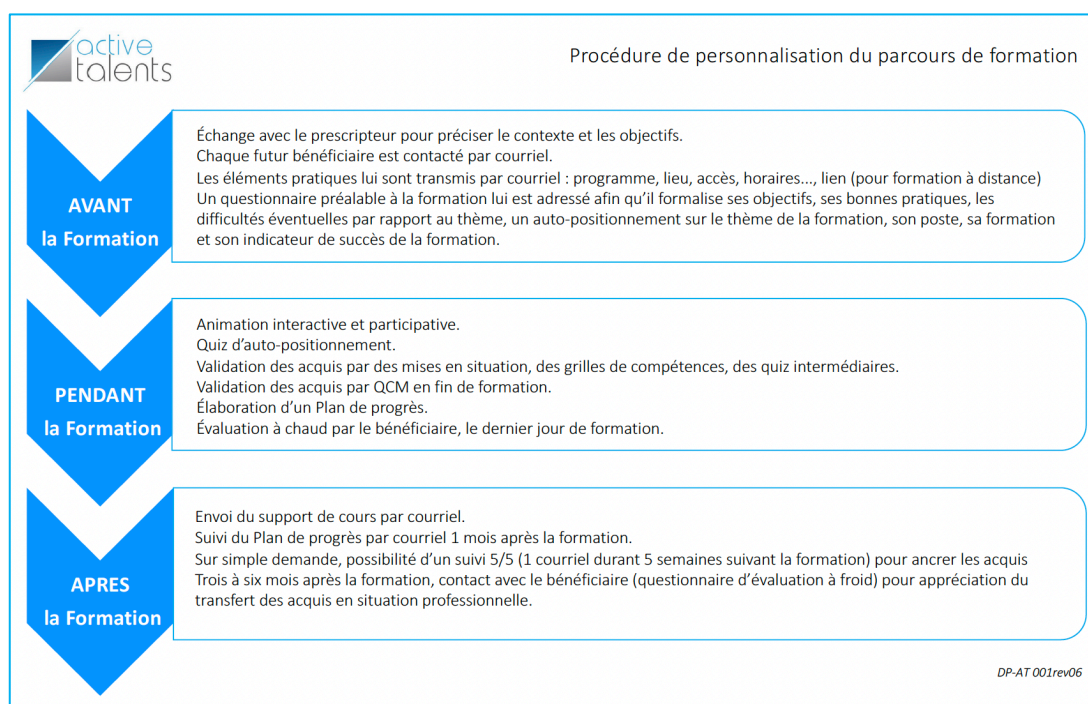 active
talents
Procédure de personnalisation du parcours de formation
AVANT
la Formation
Échange avec le prescripteur pour préciser le contexte et les objectifs.
Chaque futur bénéficiaire est contacté par courriel.
Les éléments pratiques lui sont transmis par courriel : programme, lieu, accès, horaires..., lien (pour formation à distance)
Un questionnaire préalable à la formation lui est adressé afin qu'il formalise ses objectifs, ses bonnes pratiques, les
difficultés éventuelles par rapport au thème, un auto-positionnement sur le thème de la formation, son poste, sa formation
et son indicateur de succès de la formation.
PENDANT
la Formation
Animation interactive et participative.
Quiz d'auto-positionnement.
Validation des acquis par des mises en situation, des grilles de compétences, des quiz intermédiaires.
Validation des acquis par QCM en fin de formation.
Élaboration d'un Plan de progrès.
Évaluation à chaud par le bénéficiaire, le dernier jour de formation.
APRES
la Formation
Envoi du support de cours par courriel.
Suivi du Plan de progrès par courriel 1 mois après la formation.
Sur simple demande, possibilité d'un suivi 5/5 (1 courriel durant 5 semaines suivant la formation) pour ancrer les acquis
Trois à six mois après la formation, contact avec le bénéficiaire (questionnaire d'évaluation à froid) pour appréciation du
transfert des acquis en situation professionnelle.
DP-AT 001rev06